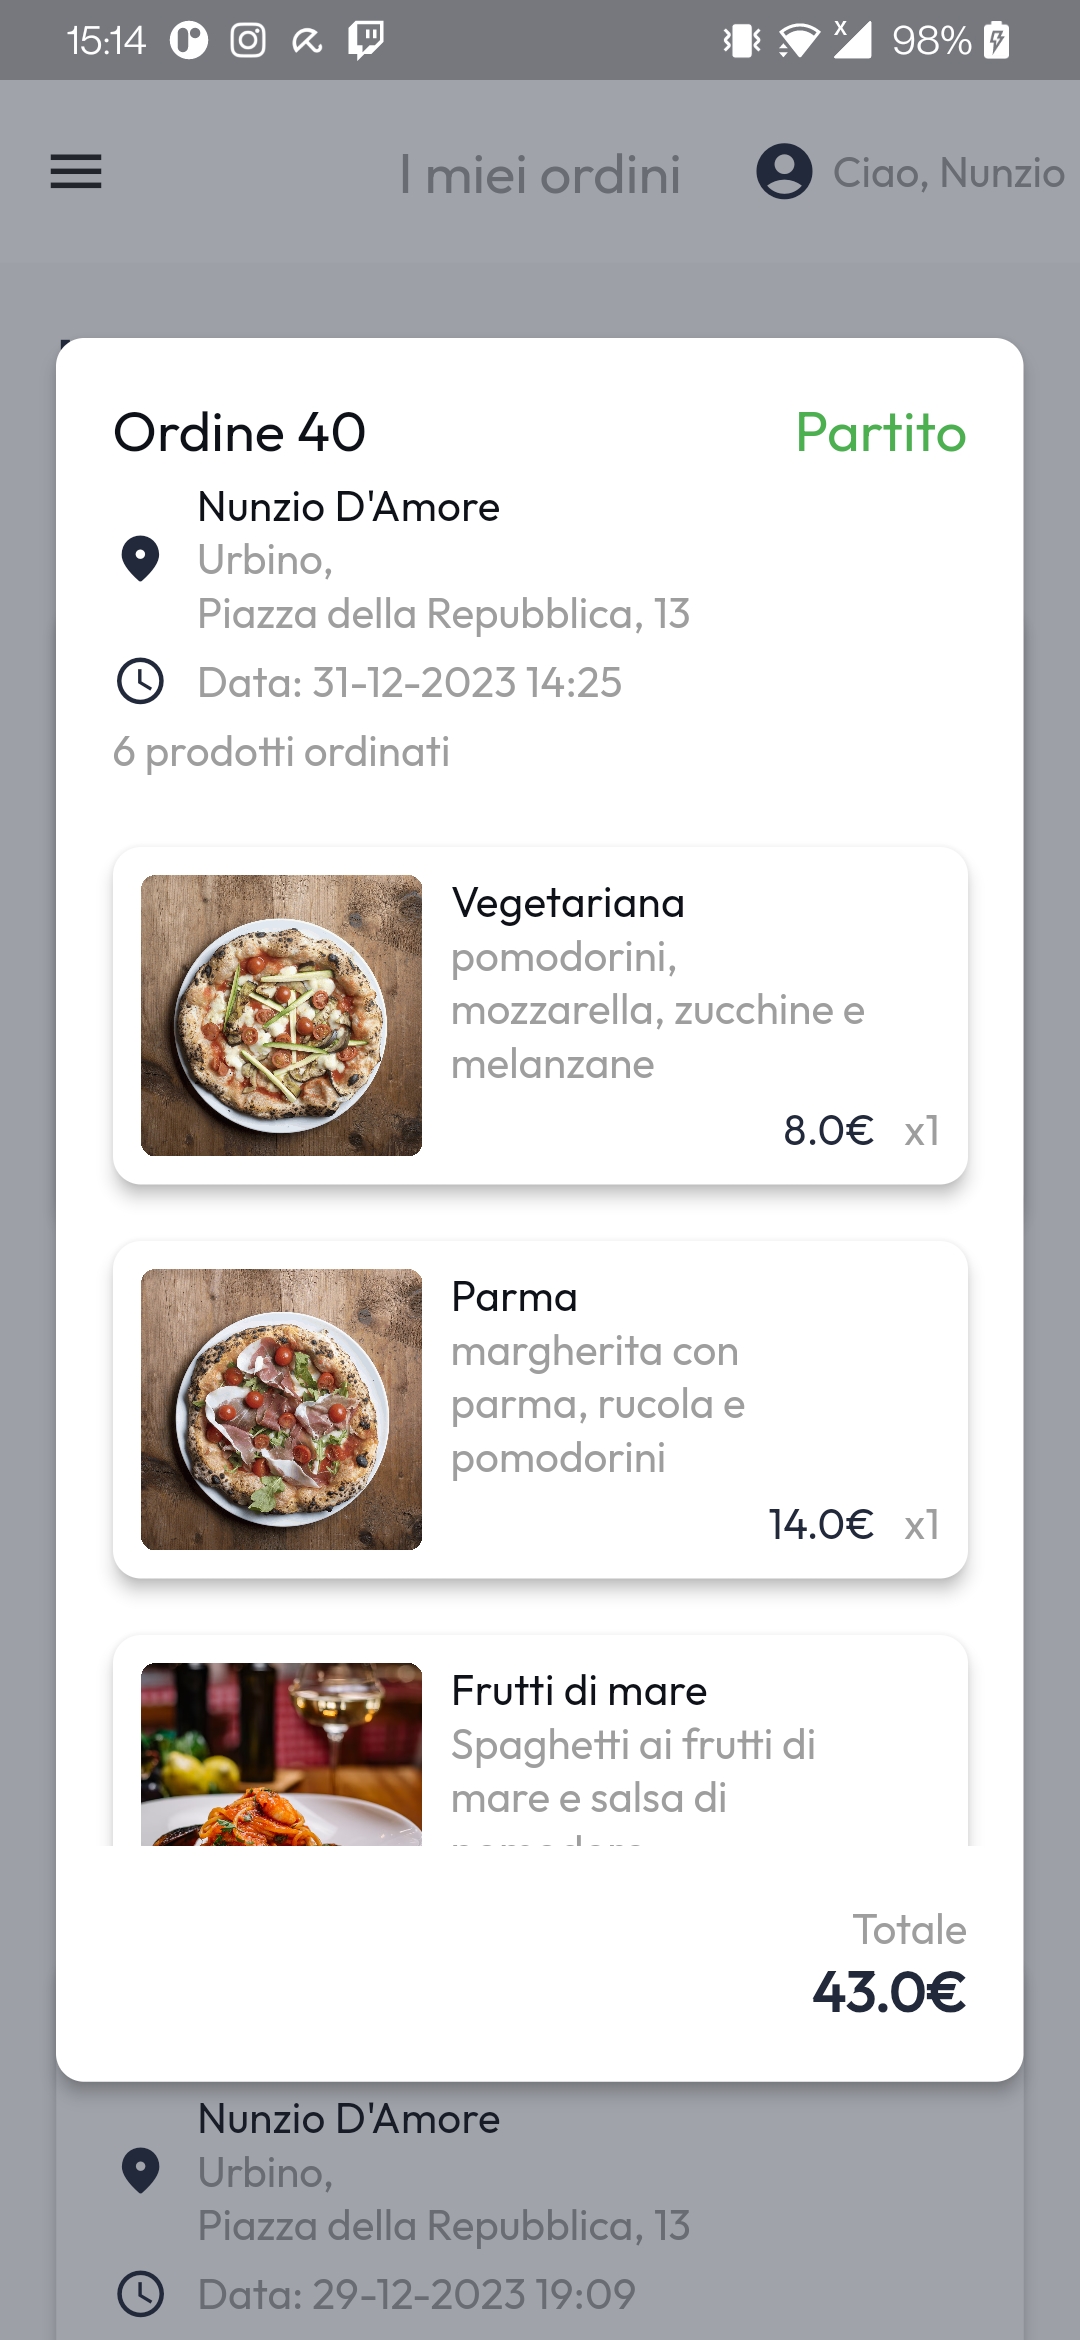 15:14
98%
I miei ordini
Ciao, Nunzio
Ordine 40
Partito
Nunzio D'Amore
Urbino,
Piazza della Repubblica, 13
Data: 31-12-2023 14:25
6 prodotti ordinati
Vegetariana
pomodorini,
mozzarella, zucchine e
melanzane
8.0€ x1
Parma
margherita con
parma, rucola e
pomodorini
14.0€ x1
Frutti di mare
Spaghetti ai frutti di
mare e salsa di
Totale
43.0€
Nunzio D'Amore
Urbino,
Piazza della Repubblica, 13
Data: 29-12-2023 19:09